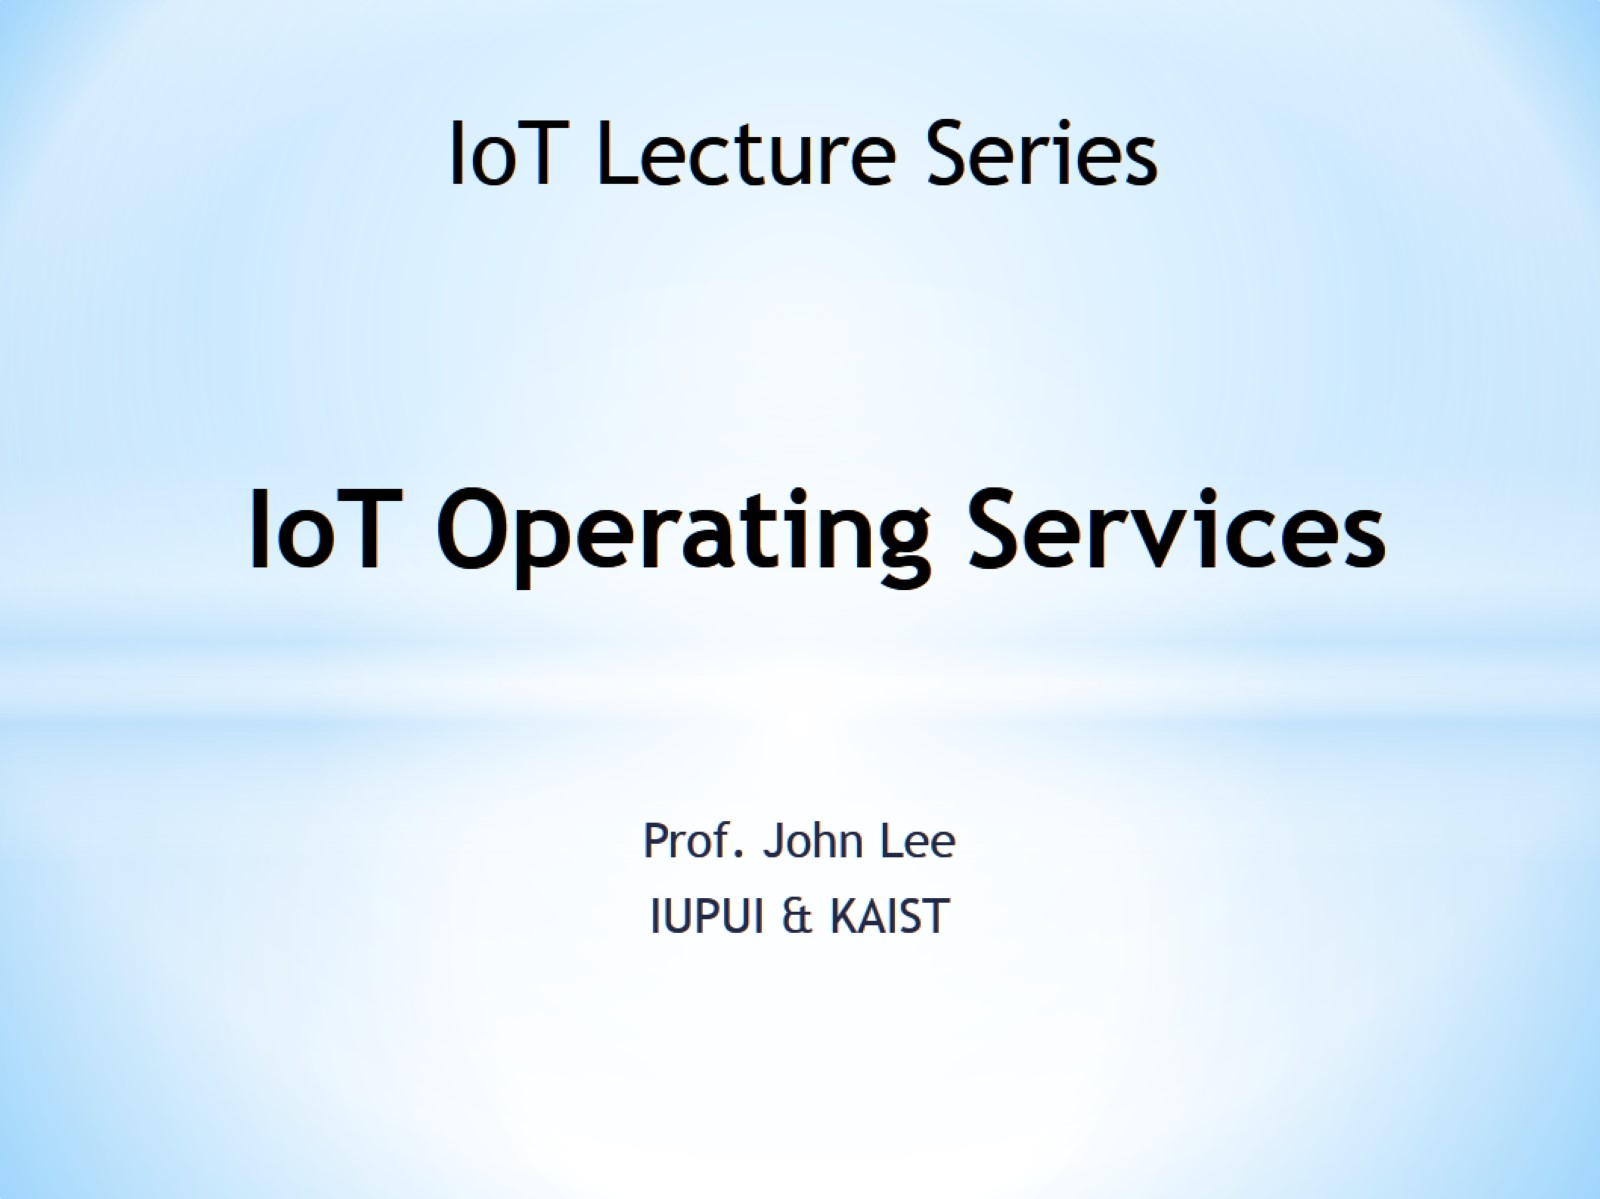 IoT Lecture Series
IoT Operating Services
Prof. John Lee
IUPUI & KAIST